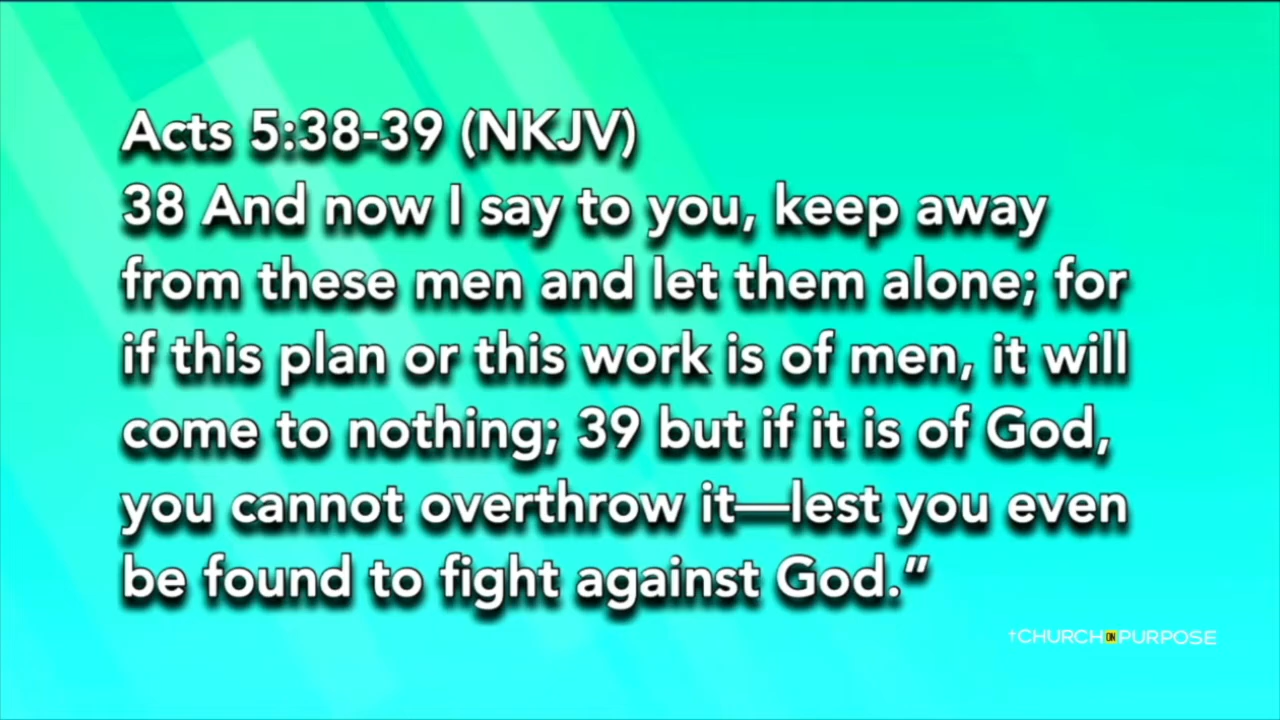 Acts 5:38-39 (NKJV)
38 And now I say to you, keep away
from these men and let them alone; for
if this plan or this work is of men, it will
come to nothing; 39 but if it is of God,
you cannot overthrow it—lest you even
be found to fight against God.”
†CHURCH ON PURPOSE